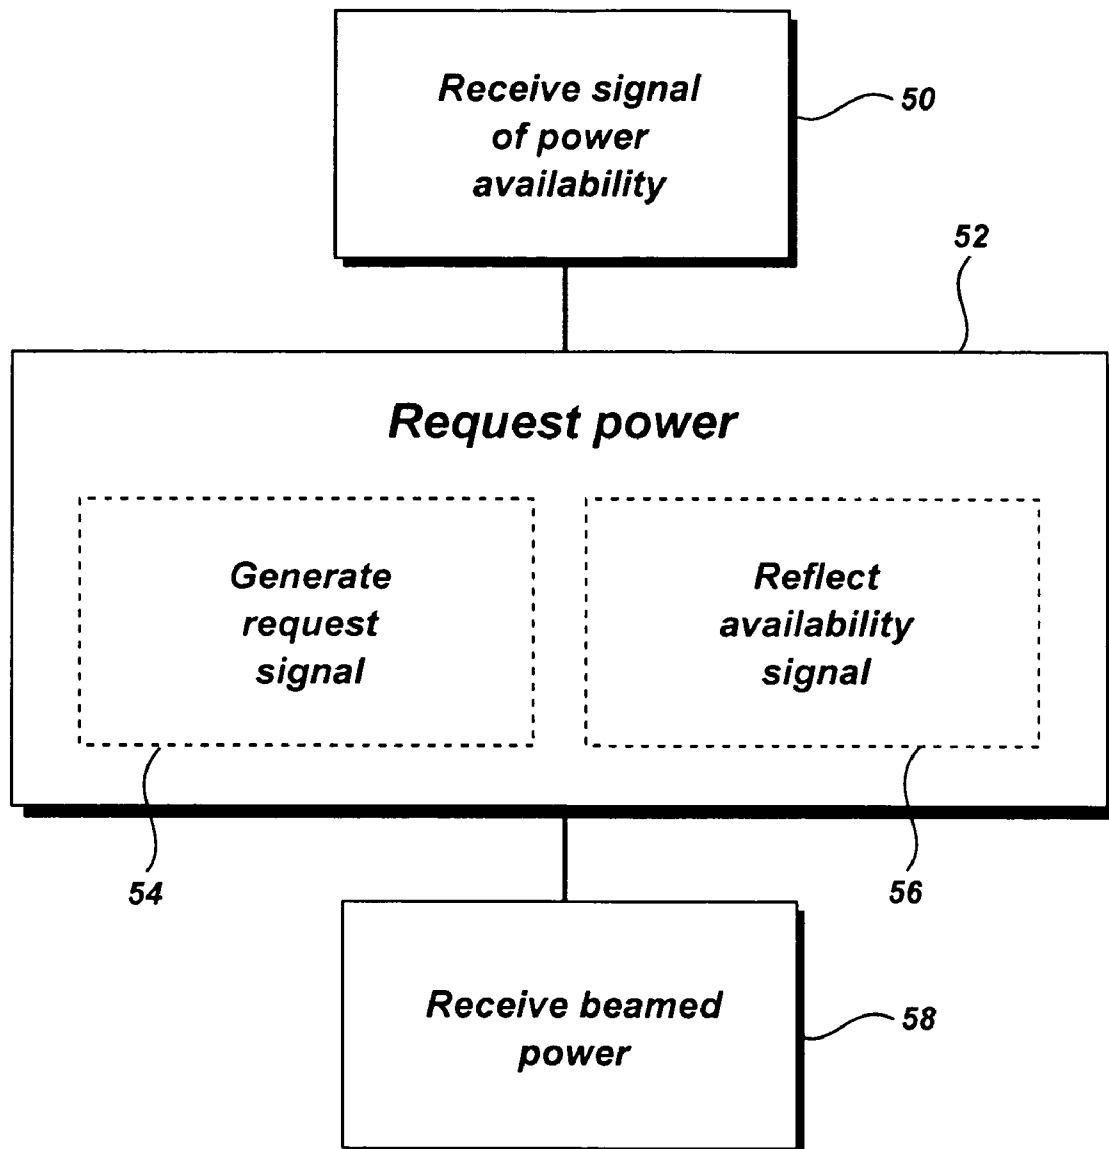 Receive signal
of power
availability
50
52
Request power
Generate
request
signal
Reflect
availability
signal
54
56
Receive beamed
power
58